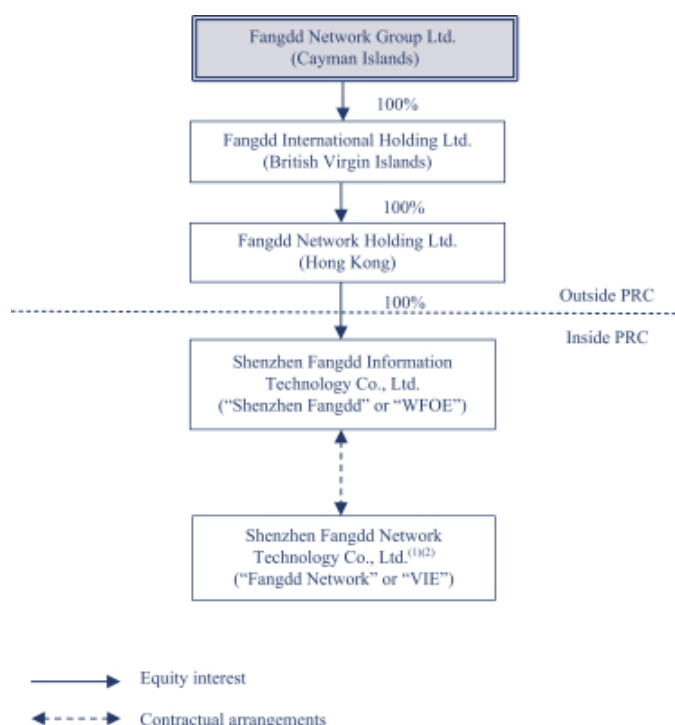 Fangdd Network Group Ltd.
(Cayman Islands)
100%
Fangdd International Holding Ltd.
(British Virgin Islands)
100%
Fangdd Network Holding Ltd.
(Hong Kong)
100%
Outside PRC
Inside PRC
Shenzhen Fangdd Information
Technology Co., Ltd.
(“Shenzhen Fangdd” or “WFOE”)
Shenzhen Fangdd Network
Technology Co., Ltd.(1)(2)
(“Fangdd Network” or “VIE”)
Equity interest
Contractual arrangements